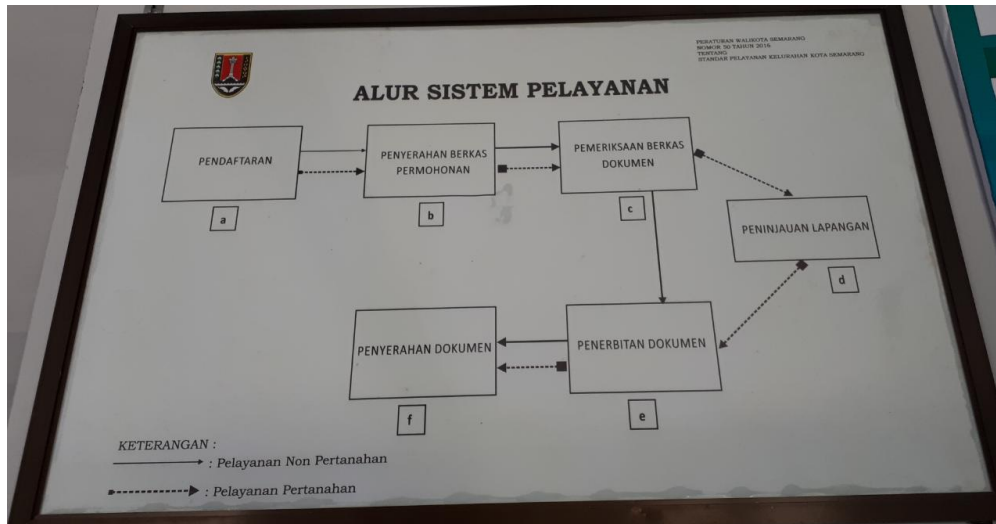 PERATURAN WALIKOTA SEMARANG
NOMOR 50 TAHUN 2016
TENTANG
STANDAR PELAYANAN KELURAHAN KOTA SEMARANG
ALUR SISTEM PELAYANAN
PENDAFTARAN
a
PENYERAHAN BERKAS
PERMOHONAN
b
PEMERIKSAAN BERKAS
DOKUMEN
c
PENINJAUAN LAPANGAN
d
PENYERAHAN DOKUMEN
f
PENERBITAN DOKUMEN
e
KETERANGAN :
: Pelayanan Non Pertanahan
: Pelayanan Pertanahan